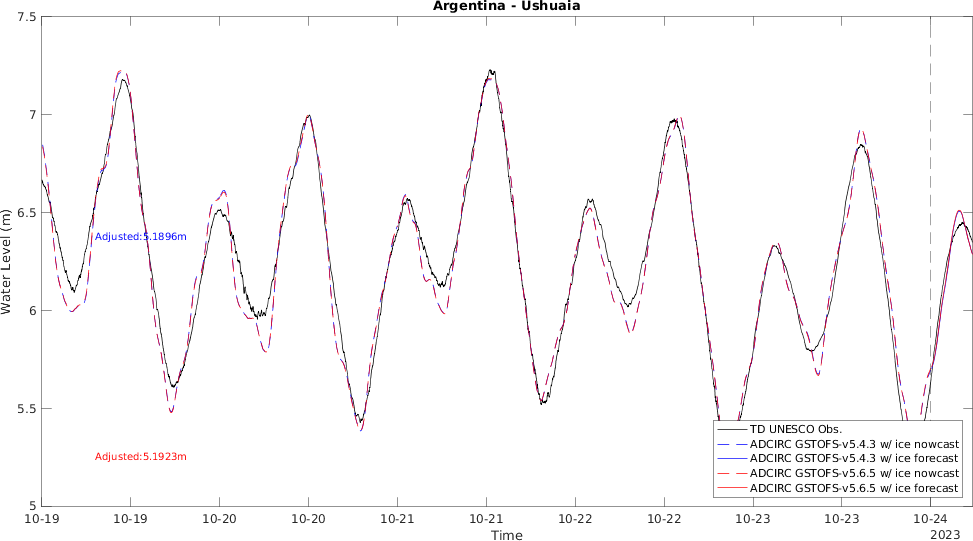 Argentina - Ushuaia
7.5
7
6.5
6
5.5
5
Water Level (m)
Adjusted:5.1896m
Adjusted:5.1923m
TD UNESCO Obs.
ADCIRC GSTOFS-v5.4.3 w/ ice nowcast
ADCIRC GSTOFS-v5.4.3 w/ ice forecast
ADCIRC GSTOFS-v5.6.5 w/ ice nowcast
ADCIRC GSTOFS-v5.6.5 w/ ice forecast
10-19 10-19 10-20 10-20 10-21 10-21 10-22 10-22 10-23 10-23 10-24
Time
2023